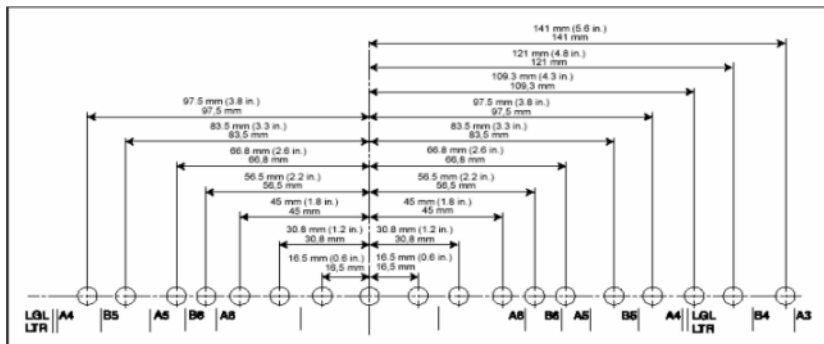 141 mm (5.6 in.)
141 mm
121 mm (4.8 in.)
121 mm
109.3 mm (4.3 in.)
109,3 mm
97.5 mm (3.8 in.)
97,5 mm
97.5 mm (3.8 in.)
97,5 mm
83.5 mm (3.3 in.)
83,5 mm
83.5 mm (3.3 in.)
83,5 mm
66.8 mm (2.6 in.)
66,8 mm
66.8 mm (2.6 in.)
66,8 mm
56.5 mm (2.2 in.)
56,5 mm
56.5 mm (2.2 in.)
56,5 mm
45 mm (1.8 in.)
45 mm
45 mm (1.8 in.)
45 mm
30.8 mm (1.2 in.)
30,8 mm
30.8 mm (1.2 in.)
30,8 mm
16.5 mm (0.6 in.)
16,5 mm
16.5 mm (0.6 in.)
16,5 mm
LGL A4 B5 A5 B6 A6 A6 B6 A5 B5 A4 LGL B4 A3
LTR LTR